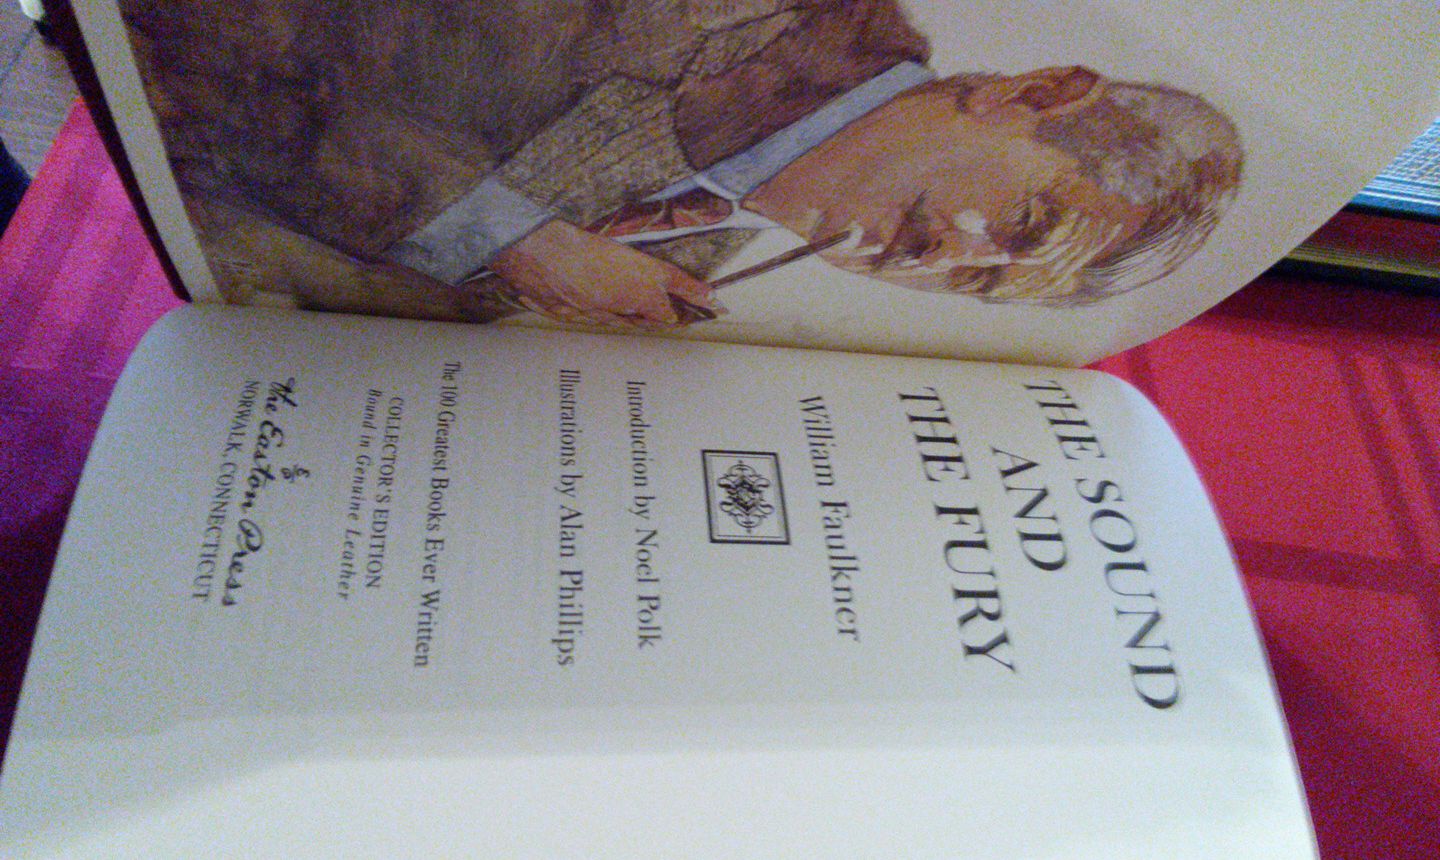 THE SOUND
AND
THE FURY
William Faulkner
Introduction by Noel Polk
Illustrations by Alan Phillips
The 100 Greatest Books Ever Written
COLLECTOR'S EDITION
Bound in Genuine Leather
The Easton Press
NORWALK, CONNECTICUT